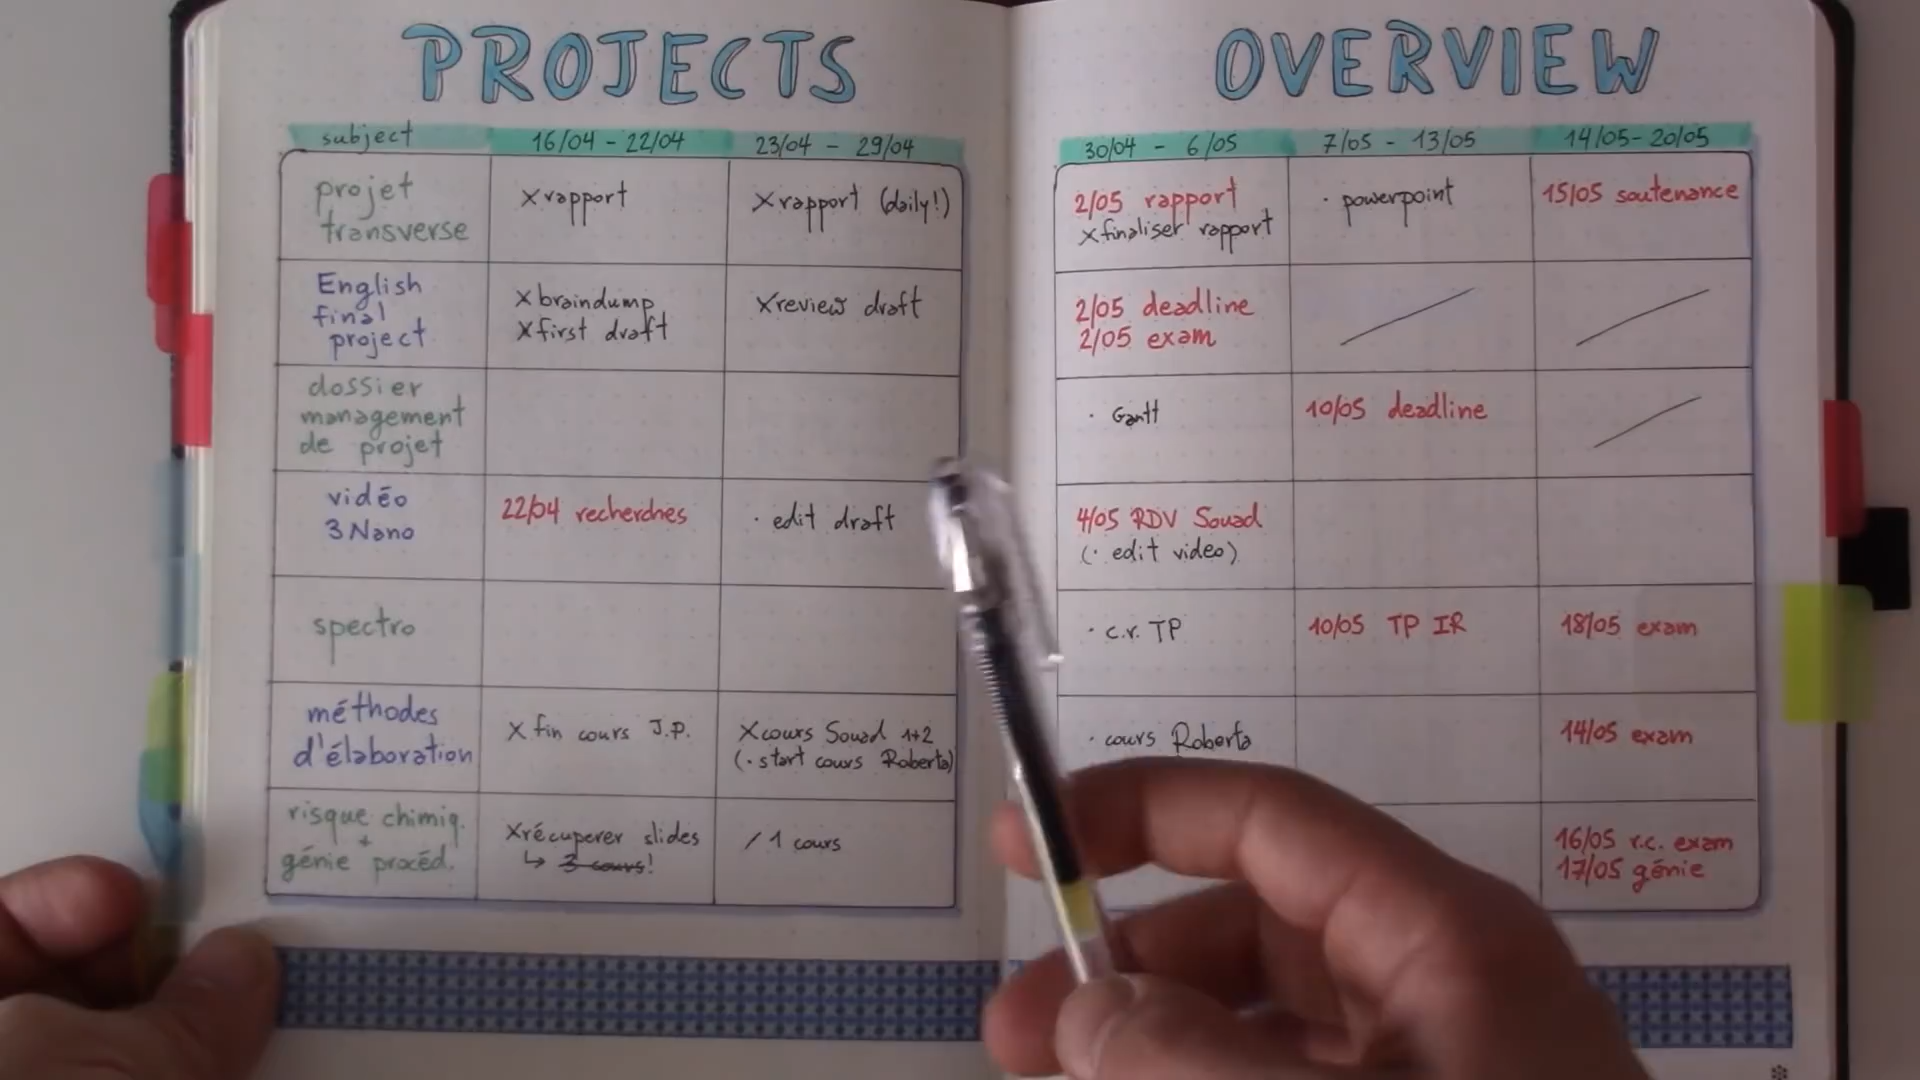 PROJECTS OVERVIEW
subject 16/04 - 22/04 23/04 - 29/04 30/04 - 6/05 7/05 - 13/05 14/05 - 20/05
projet x rapport x rapport (daily!) 2/05 rapport · powerpoint 15/05 soutenance
transverse x finaliser rapport
English x braindump x review draft 2/05 deadline
final x first draft 2/05 exam
project
dossier · Gantt 10/05 deadline
management
de projet
vidéo 22/04 recherches · edit draft 4/05 RDV Souad
3 Nano (· edit video)
spectro · c.r. TP 10/05 TP IR 18/05 exam
méthodes x fin cours J.P. x cours Souad 1+2 · cours Roberta 14/05 exam
d'élaboration (· start cours Roberta)
risque chimiq. x récuperer slides / 1 cours 16/05 r.c. exam
+ ↳ 3 cours! 17/05 génie
génie procéd.